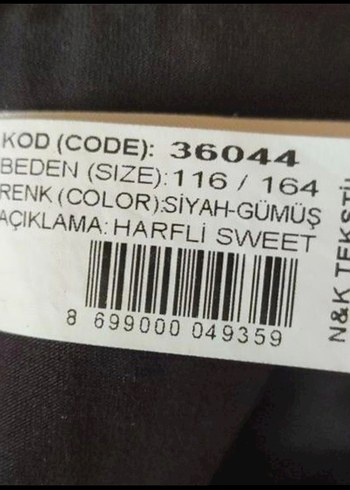 KOD (CODE): 36044
BEDEN (SIZE):116 / 164
RENK (COLOR):SİYAH-GÜMÜŞ
AÇIKLAMA: HARFLİ SWEET
8 699000 049359
N&K TEKSTİ